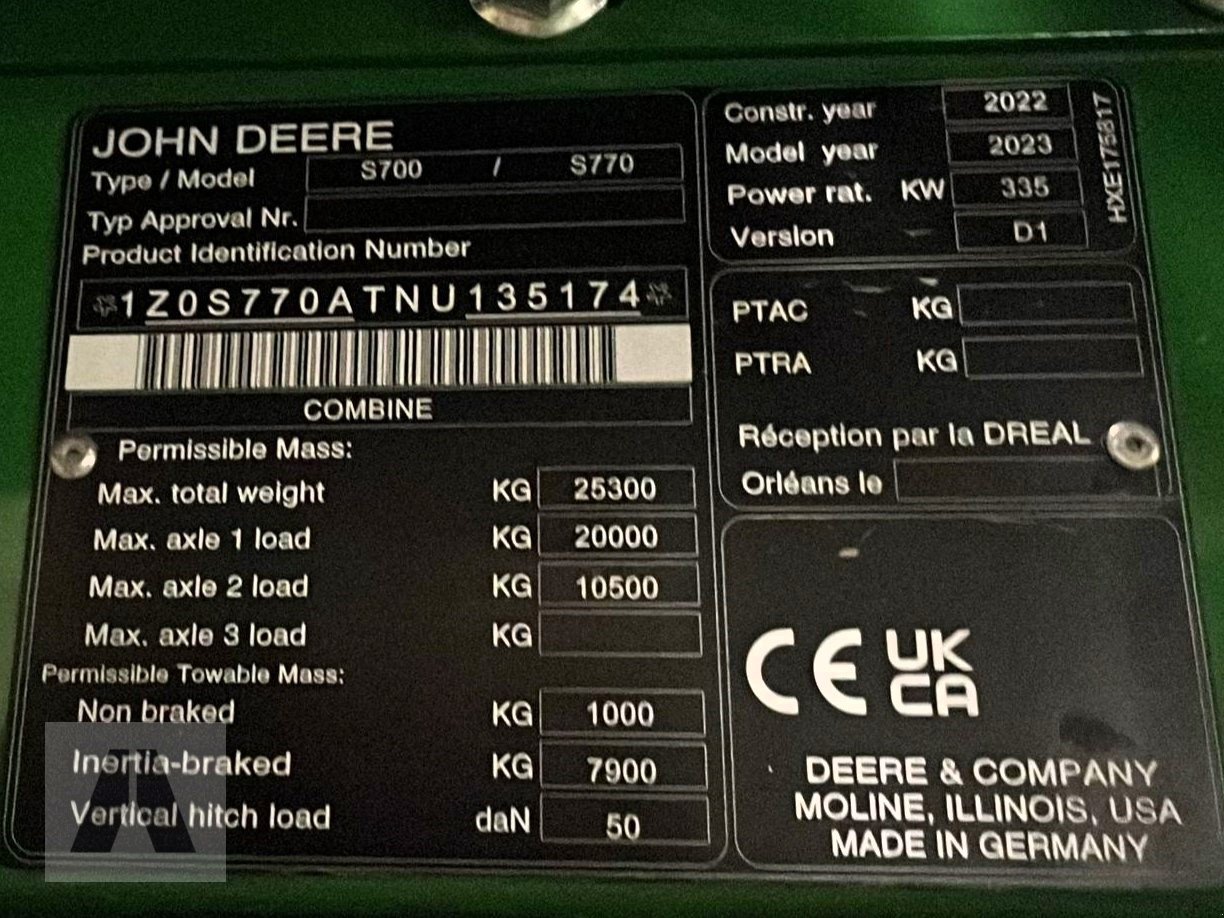 JOHN DEERE
Type / Model S700 / S770
Typ Approval Nr.
Product Identification Number
*1Z0S770ATNU135174*
COMBINE
Permissible Mass:
Max. total weight KG 25300
Max. axle 1 load KG 20000
Max. axle 2 load KG 10500
Max. axle 3 load KG
Permissible Towable Mass:
Non braked KG 1000
Inertia-braked KG 7900
Vertical hitch load daN 50
Constr. year 2022
Model year 2023
Power rat. KW 335
Version D1
HXE175817
PTAC KG
PTRA KG
Réception par la DREAL
Orléans le
CE UK
CA
DEERE & COMPANY
MOLINE, ILLINOIS, USA
MADE IN GERMANY